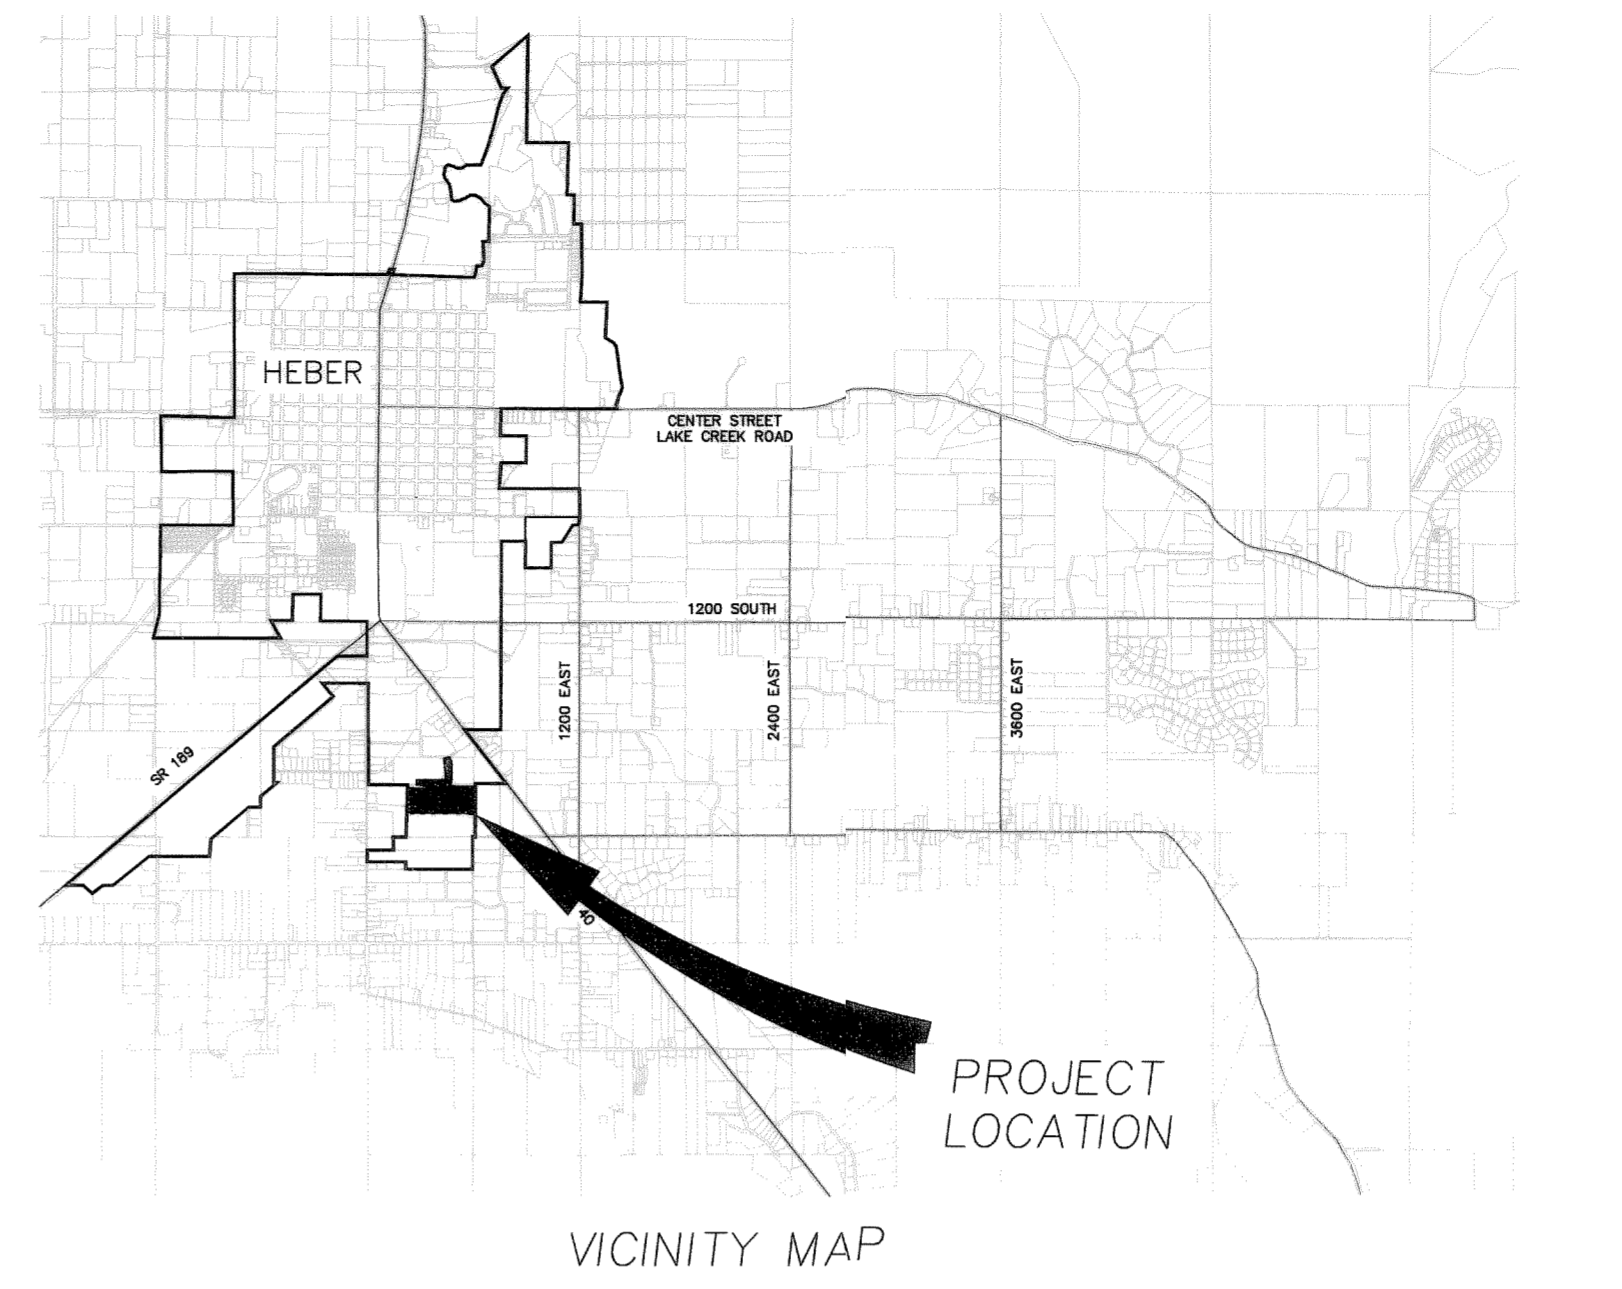 HEBER
CENTER STREET
LAKE CREEK ROAD
1200 SOUTH
1200 EAST
2400 EAST
3600 EAST
SR 189
40
PROJECT
LOCATION
VICINITY MAP